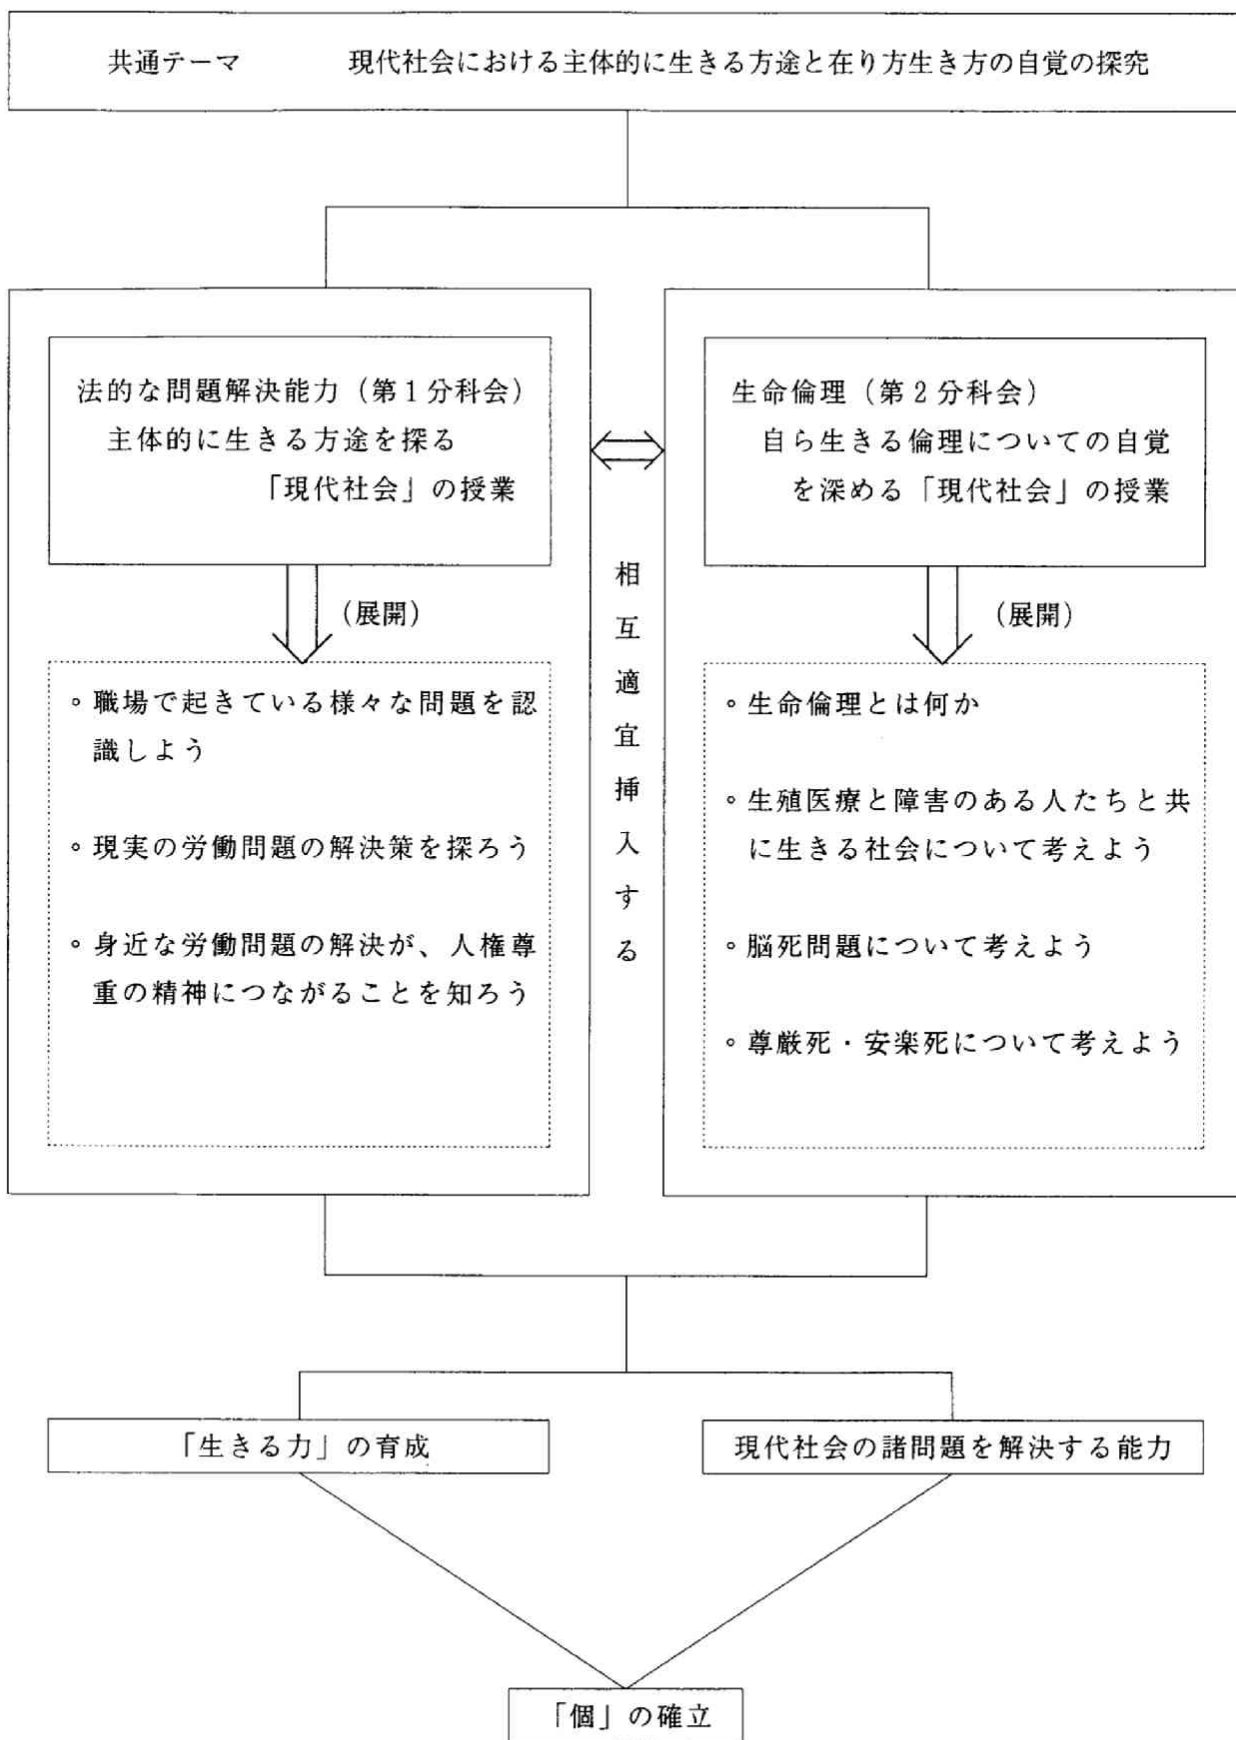 共通テーマ　現代社会における主体的に生きる方途と在り方生き方の自覚の探究
法的な問題解決能力（第１分科会）
主体的に生きる方途を探る
「現代社会」の授業
（展開）
◦職場で起きている様々な問題を認
識しよう
◦現実の労働問題の解決策を探ろう
◦身近な労働問題の解決が、人権尊
重の精神につながることを知ろう
相互適宜挿入する
生命倫理（第２分科会）
自ら生きる倫理についての自覚
を深める「現代社会」の授業
（展開）
◦生命倫理とは何か
◦生殖医療と障害のある人たちと共
に生きる社会について考えよう
◦脳死問題について考えよう
◦尊厳死・安楽死について考えよう
「生きる力」の育成
現代社会の諸問題を解決する能力
「個」の確立